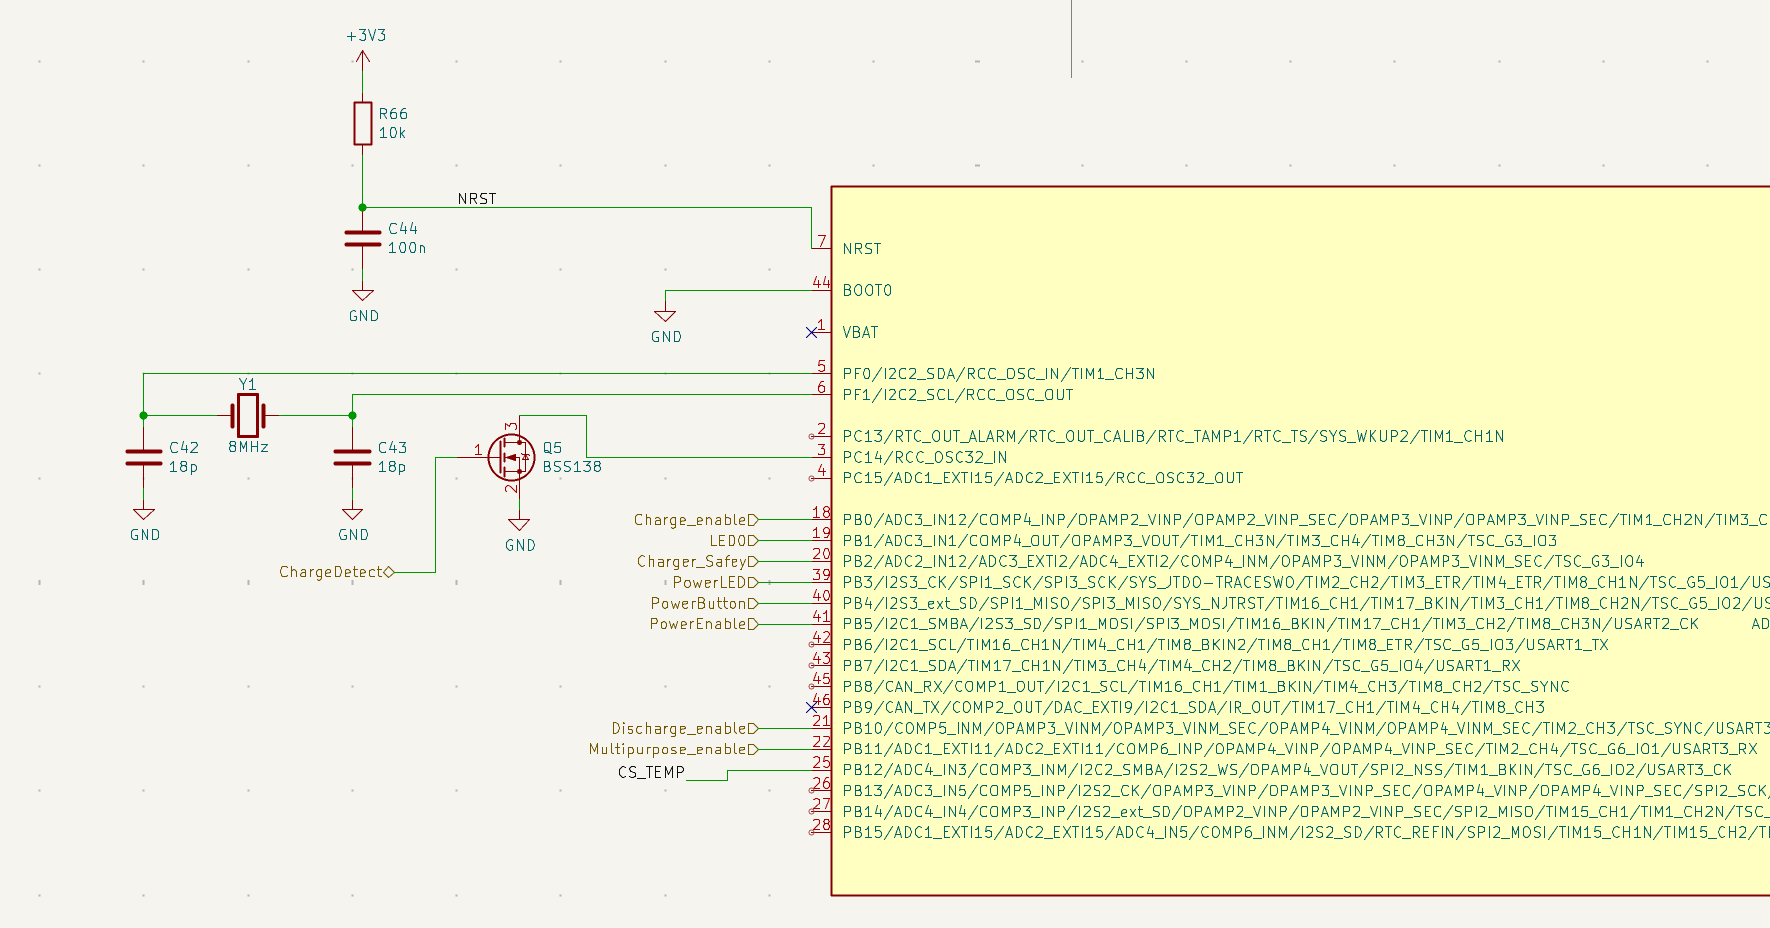 +3V3
R66
10k
NRST
C44
100n
GND
7 NRST
44 BOOT0
GND
1 VBAT
5 PF0/I2C2_SDA/RCC_OSC_IN/TIM1_CH3N
6 PF1/I2C2_SCL/RCC_OSC_OUT
Y1
8MHz
C42
18p
GND
C43
18p
GND
1
3
2
Q5
BSS138
GND
ChargeDetect
2 PC13/RTC_OUT_ALARM/RTC_OUT_CALIB/RTC_TAMP1/RTC_TS/SYS_WKUP2/TIM1_CH1N
3 PC14/RCC_OSC32_IN
4 PC15/ADC1_EXTI15/ADC2_EXTI15/RCC_OSC32_OUT
Charge_enable 18 PB0/ADC3_IN12/COMP4_INP/OPAMP2_VINP/OPAMP2_VINP_SEC/OPAMP3_VINP/OPAMP3_VINP_SEC/TIM1_CH2N/TIM3_C
LED0 19 PB1/ADC3_IN1/COMP4_OUT/OPAMP3_VOUT/TIM1_CH3N/TIM3_CH4/TIM8_CH3N/TSC_G3_IO3
Charger_Safey 20 PB2/ADC2_IN12/ADC3_EXTI2/ADC4_EXTI2/COMP4_INM/OPAMP3_VINM/OPAMP3_VINM_SEC/TSC_G3_IO4
PowerLED 39 PB3/I2S3_CK/SPI1_SCK/SPI3_SCK/SYS_JTDO-TRACESWO/TIM2_CH2/TIM3_ETR/TIM4_ETR/TIM8_CH1N/TSC_G5_IO1/US
PowerButton 40 PB4/I2S3_ext_SD/SPI1_MISO/SPI3_MISO/SYS_NJTRST/TIM16_CH1/TIM17_BKIN/TIM3_CH1/TIM8_CH2N/TSC_G5_IO2/US
PowerEnable 41 PB5/I2C1_SMBA/I2S3_SD/SPI1_MOSI/SPI3_MOSI/TIM16_BKIN/TIM17_CH1/TIM3_CH2/TIM8_CH3N/USART2_CK AD
42 PB6/I2C1_SCL/TIM16_CH1N/TIM4_CH1/TIM8_BKIN2/TIM8_CH1/TIM8_ETR/TSC_G5_IO3/USART1_TX
43 PB7/I2C1_SDA/TIM17_CH1N/TIM3_CH4/TIM4_CH2/TIM8_BKIN/TSC_G5_IO4/USART1_RX
45 PB8/CAN_RX/COMP1_OUT/I2C1_SCL/TIM16_CH1/TIM1_BKIN/TIM4_CH3/TIM8_CH2/TSC_SYNC
46 PB9/CAN_TX/COMP2_OUT/DAC_EXTI9/I2C1_SDA/IR_OUT/TIM17_CH1/TIM4_CH4/TIM8_CH3
Discharge_enable 21 PB10/COMP5_INM/OPAMP3_VINM/OPAMP3_VINM_SEC/OPAMP4_VINM/OPAMP4_VINM_SEC/TIM2_CH3/TSC_SYNC/USART3
Multipurpose_enable 22 PB11/ADC1_EXTI11/ADC2_EXTI11/COMP6_INP/OPAMP4_VINP/OPAMP4_VINP_SEC/TIM2_CH4/TSC_G6_IO1/USART3_RX
CS_TEMP 25 PB12/ADC4_IN3/COMP3_INM/I2C2_SMBA/I2S2_WS/OPAMP4_VOUT/SPI2_NSS/TIM1_BKIN/TSC_G6_IO2/USART3_CK
26 PB13/ADC3_IN5/COMP5_INP/I2S2_CK/OPAMP3_VINP/OPAMP3_VINP_SEC/OPAMP4_VINP/OPAMP4_VINP_SEC/SPI2_SCK/
27 PB14/ADC4_IN4/COMP3_INP/I2S2_ext_SD/OPAMP2_VINP/OPAMP2_VINP_SEC/SPI2_MISO/TIM15_CH1/TIM1_CH2N/TSC_
28 PB15/ADC1_EXTI15/ADC2_EXTI15/ADC4_IN5/COMP6_INM/I2S2_SD/RTC_REFIN/SPI2_MOSI/TIM15_CH1N/TIM15_CH2/TI